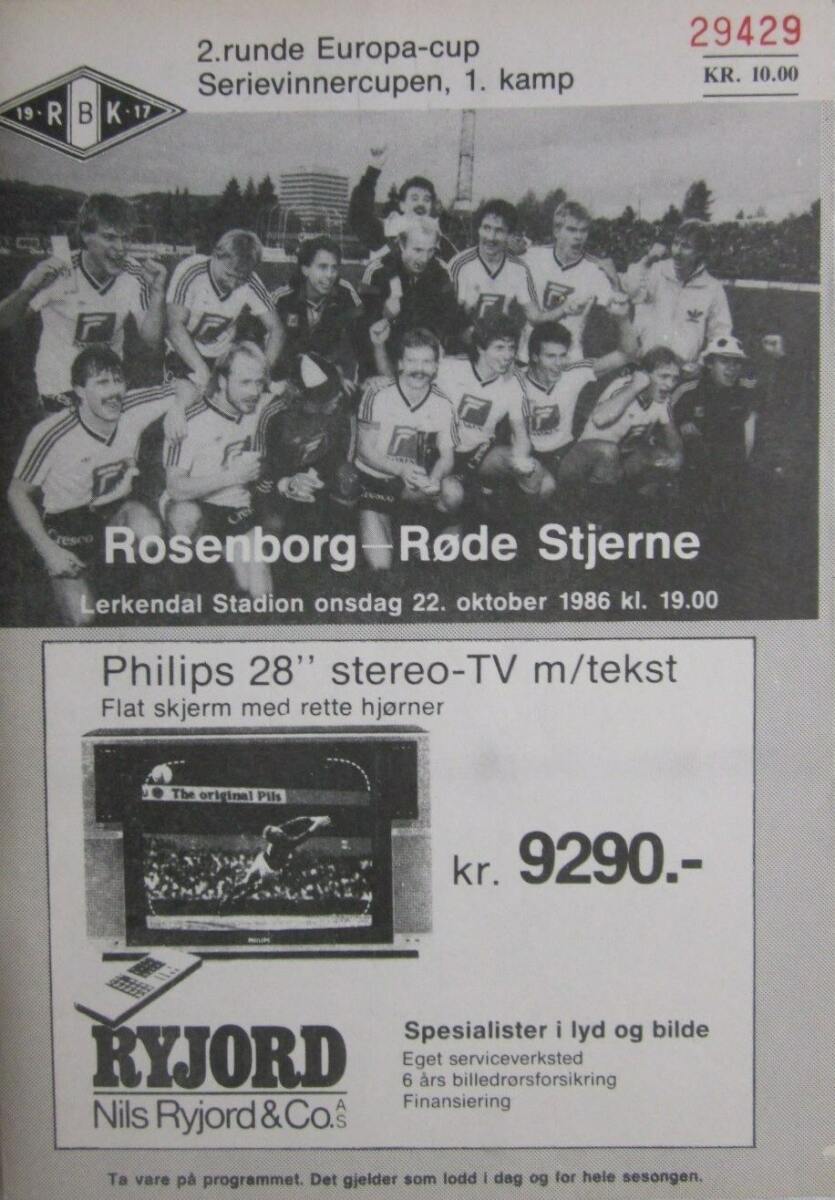 29429
2.runde Europa-cup
Serievinnercupen, 1. kamp
KR. 10.00
19·R B K·17
Rosenborg–Røde Stjerne
Lerkendal Stadion onsdag 22. oktober 1986 kl. 19.00
Philips 28’’ stereo-TV m/tekst
Flat skjerm med rette hjørner
The original Pils
kr. 9290.-
PHILIPS
RYJORD
Nils Ryjord & Co. AS
Spesialister i lyd og bilde
Eget serviceverksted
6 års billedrørsforsikring
Finansiering
Ta vare på programmet. Det gjelder som lodd i dag og for hele sesongen.